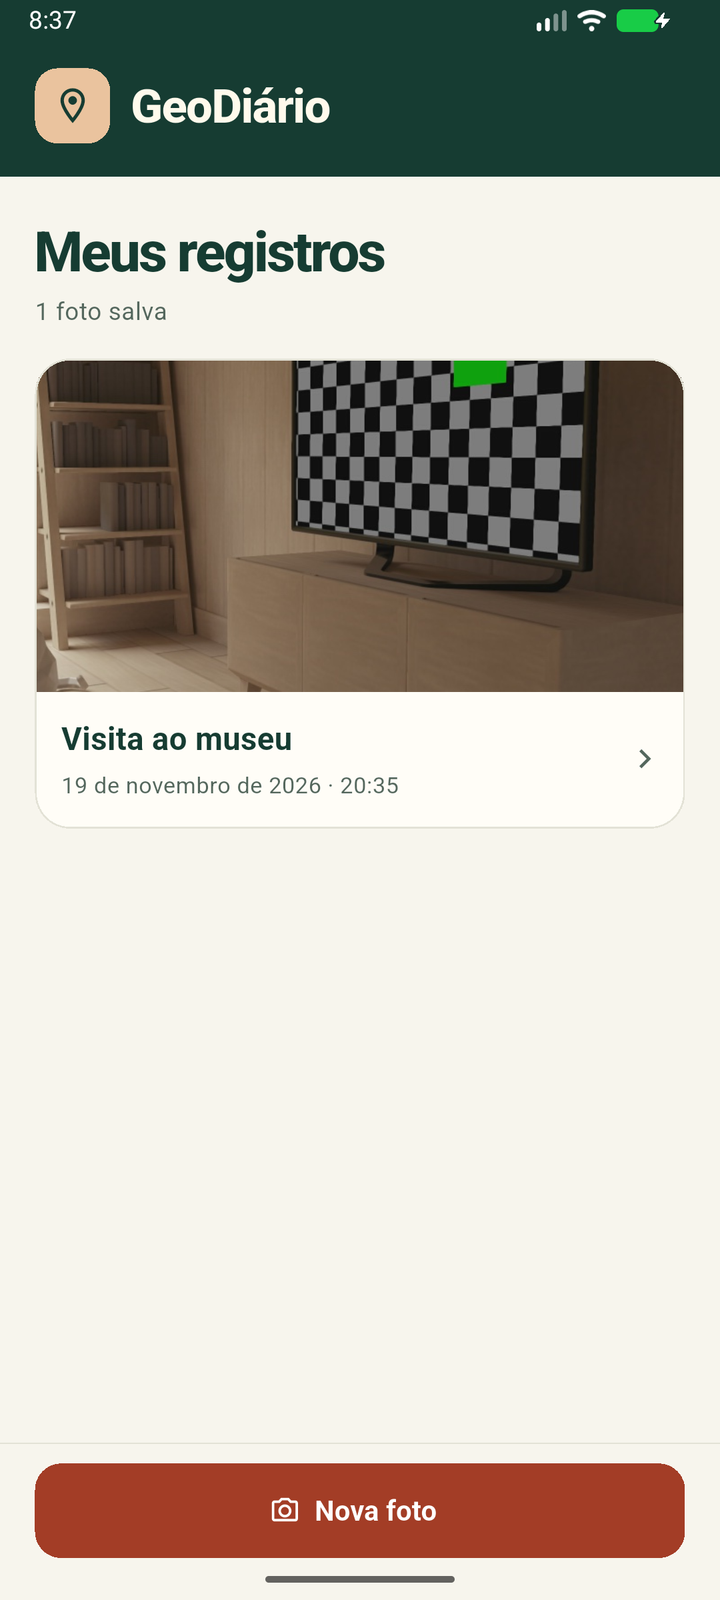 8:37
GeoDiário
Meus registros
1 foto salva
Visita ao museu
19 de novembro de 2026 · 20:35
Nova foto